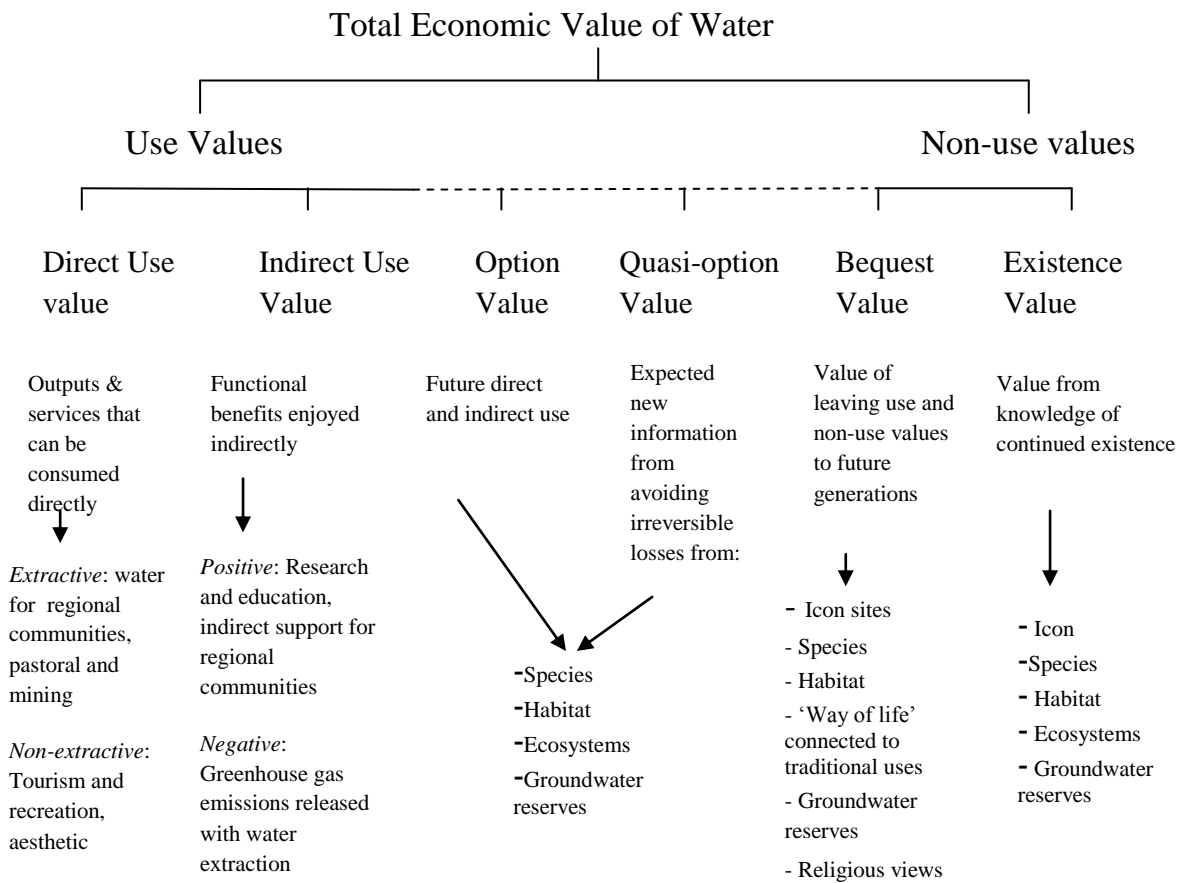 Total Economic Value of Water
Use Values
Non-use values
Direct Use
value
Indirect Use
Value
Option
Value
Quasi-option
Value
Bequest
Value
Existence
Value
Outputs &
services that
can be
consumed
directly
Functional
benefits enjoyed
indirectly
Future direct
and indirect use
Expected
new
information
from
avoiding
irreversible
losses from:
Value of
leaving use and
non-use values
to future
generations
Value from
knowledge of
continued existence
Extractive: water
for regional
communities,
pastoral and
mining
Non-extractive:
Tourism and
recreation,
aesthetic
Positive: Research
and education,
indirect support for
regional
communities
Negative:
Greenhouse gas
emissions released
with water
extraction
-Species
-Habitat
-Ecosystems
-Groundwater
reserves
- Icon sites
- Species
- Habitat
- ‘Way of life’
connected to
traditional uses
- Groundwater
reserves
- Religious views
- Icon
-Species
- Habitat
- Ecosystems
- Groundwater
reserves